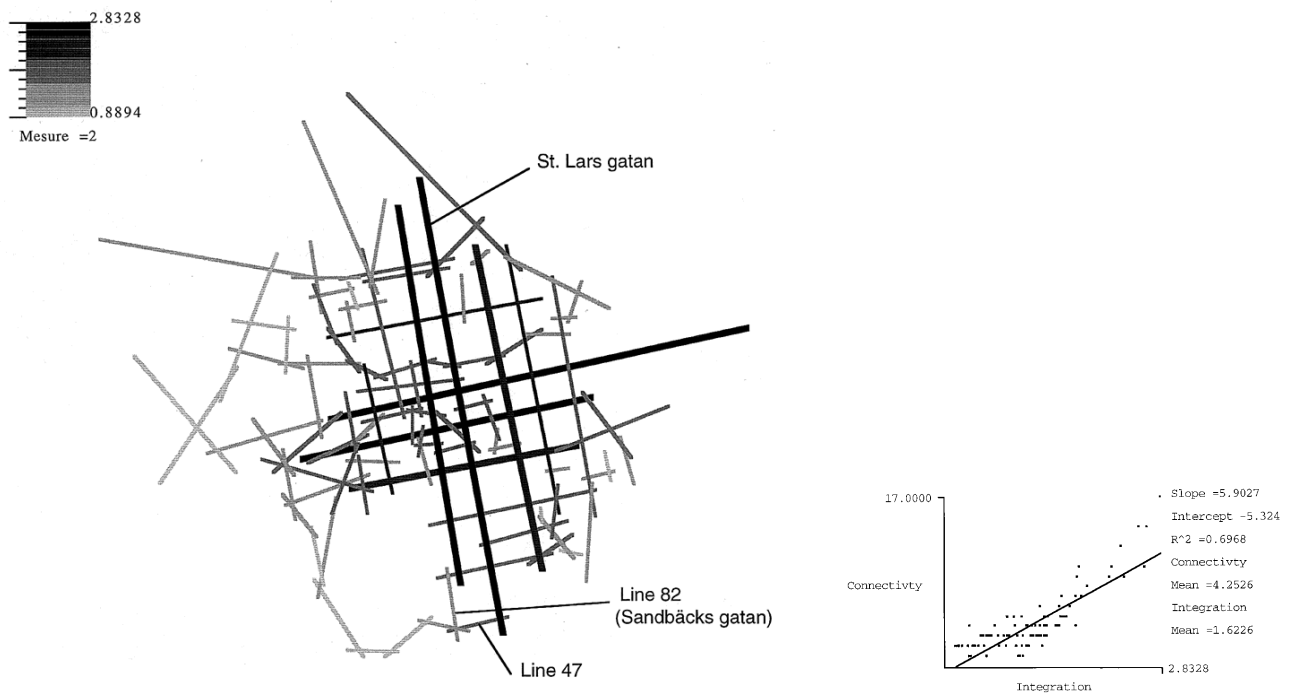 2.8328
0.8894
Mesure =2
St. Lars gatan
Line 82
(Sandbäcks gatan)
Line 47
17.0000
Connectivty
Slope =5.9027
Intercept -5.324
R^2 =0.6968
Connectivty
Mean =4.2526
Integration
Mean =1.6226
2.8328
Integration